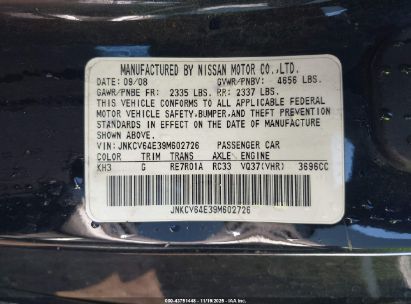 MANUFACTURED BY NISSAN MOTOR CO.,LTD.
DATE: 09/08 GVWR/PNBV: 4656 LBS.
GAWR/PNBE FR: 2335 LBS. RR: 2337 LBS.
THIS VEHICLE CONFORMS TO ALL APPLICABLE FEDERAL
MOTOR VEHICLE SAFETY,BUMPER,AND THEFT PREVENTION
STANDARDS IN EFFECT ON THE DATE OF MANUFACTURE
SHOWN ABOVE.
VIN: JNKCV64E39M602726 PASSENGER CAR
COLOR TRIM TRANS AXLE ENGINE
KH3 G RE7R01A RC33 VQ37(VHR) 3696CC
JNKCV64E39M602726